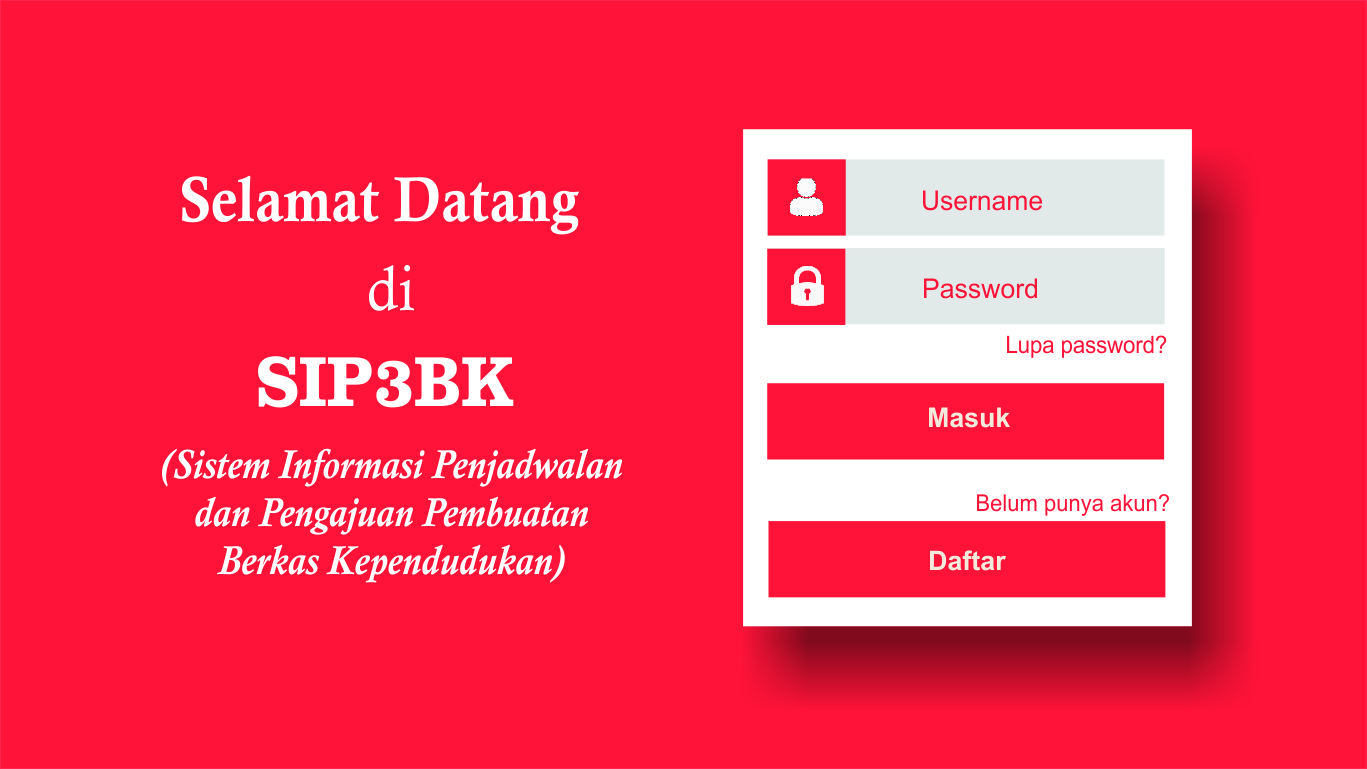 Selamat Datang
di
SIP3BK
(Sistem Informasi Penjadwalan
dan Pengajuan Pembuatan
Berkas Kependudukan)
Username
Password
Lupa password?
Masuk
Belum punya akun?
Daftar